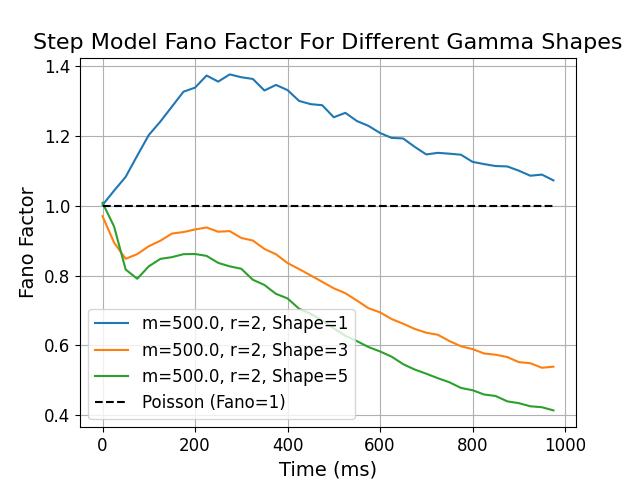 Step Model Fano Factor For Different Gamma Shapes
1.4
1.2
1.0
0.8
0.6
0.4
Fano Factor
m=500.0, r=2, Shape=1
m=500.0, r=2, Shape=3
m=500.0, r=2, Shape=5
Poisson (Fano=1)
0 200 400 600 800 1000
Time (ms)